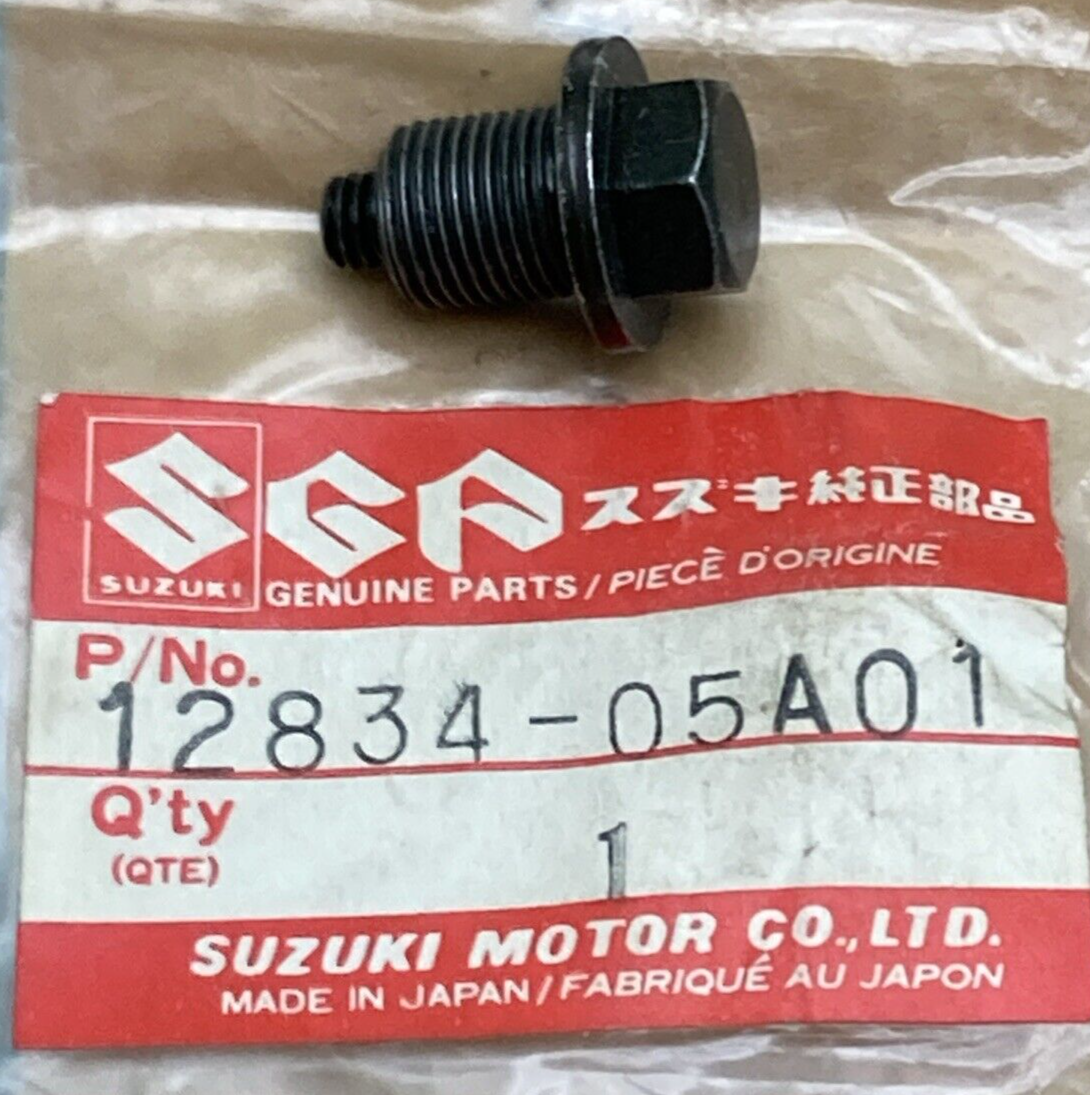 SUZUKI
SGP スズキ純正部品
GENUINE PARTS/PIECÈ D'ORIGINE
P/No.
12834-05A01
Q'ty
(QTE)
1
SUZUKI MOTOR CO.,LTD.
MADE IN JAPAN/FABRIQUÉ AU JAPON